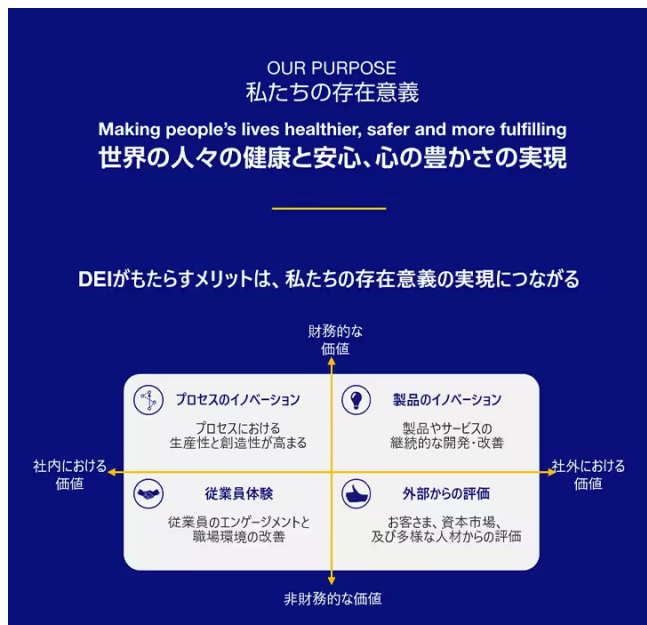 OUR PURPOSE
私たちの存在意義
Making people's lives healthier, safer and more fulfilling
世界の人々の健康と安心、心の豊かさの実現
DEIがもたらすメリットは、私たちの存在意義の実現につながる
財務的な
価値
プロセスのイノベーション
プロセスにおける
生産性と創造性が高まる
製品のイノベーション
製品やサービスの
継続的な開発・改善
社内における
価値
社外における
価値
従業員体験
従業員のエンゲージメントと
職場環境の改善
外部からの評価
お客さま、資本市場、
及び多様な人材からの評価
非財務的な価値